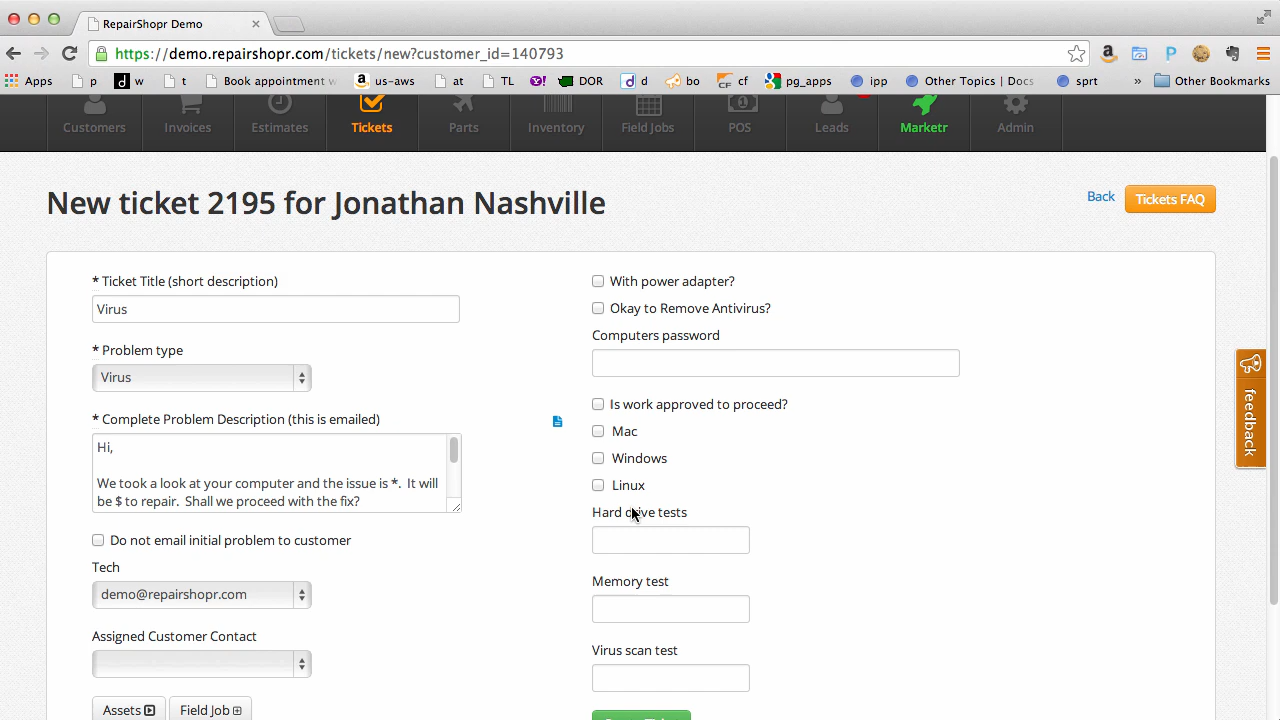 RepairShopr Demo
https://demo.repairshopr.com/tickets/new?customer_id=140793
Apps p w t Book appointment us-aws at TL DOR d bo cf pg_apps ipp Other Topics | Docs sprt » Other Bookmarks
Customers Invoices Estimates Tickets Parts Inventory Field Jobs POS Leads Marketr Admin
New ticket 2195 for Jonathan Nashville
Back Tickets FAQ
* Ticket Title (short description)
Virus
* Problem type
Virus
* Complete Problem Description (this is emailed)
Hi,
We took a look at your computer and the issue is *. It will
be $ to repair. Shall we proceed with the fix?
Do not email initial problem to customer
Tech
demo@repairshopr.com
Assigned Customer Contact
Assets Field Job
With power adapter?
Okay to Remove Antivirus?
Computers password
Is work approved to proceed?
Mac
Windows
Linux
Hard drive tests
Memory test
Virus scan test
feedback